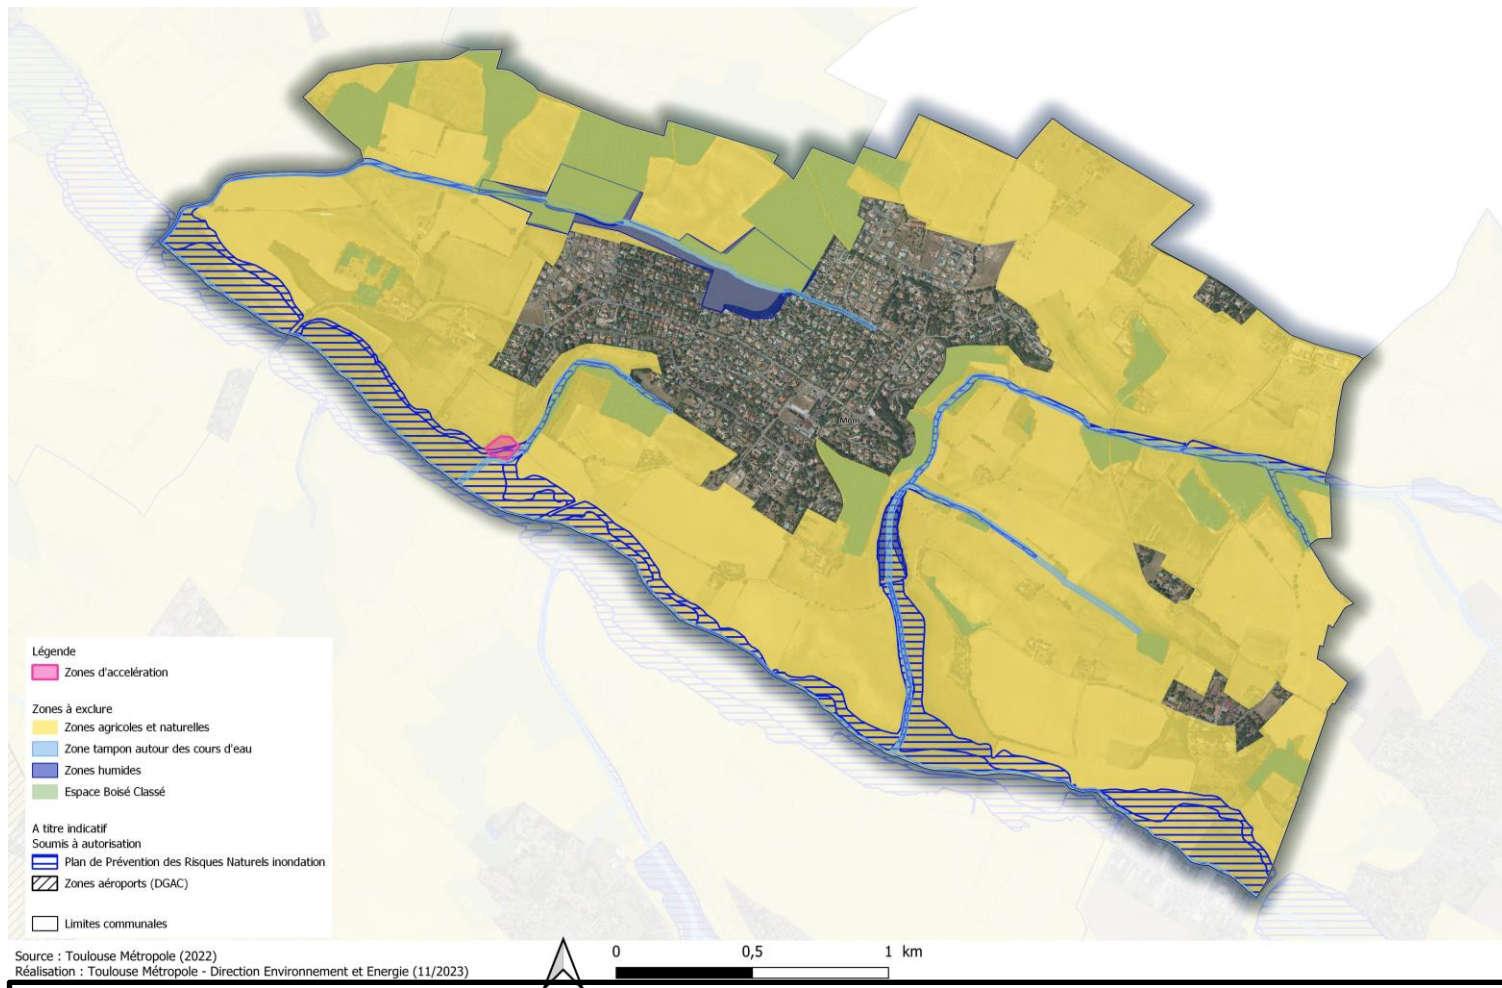 Mon
Légende
Zones d'accelération
Zones à exclure
Zones agricoles et naturelles
Zone tampon autour des cours d'eau
Zones humides
Espace Boisé Classé
A titre indicatif
Soumis à autorisation
Plan de Prévention des Risques Naturels inondation
Zones aéroports (DGAC)
Limites communales
Source : Toulouse Métropole (2022)
Réalisation : Toulouse Métropole - Direction Environnement et Energie (11/2023)
0 0,5 1 km